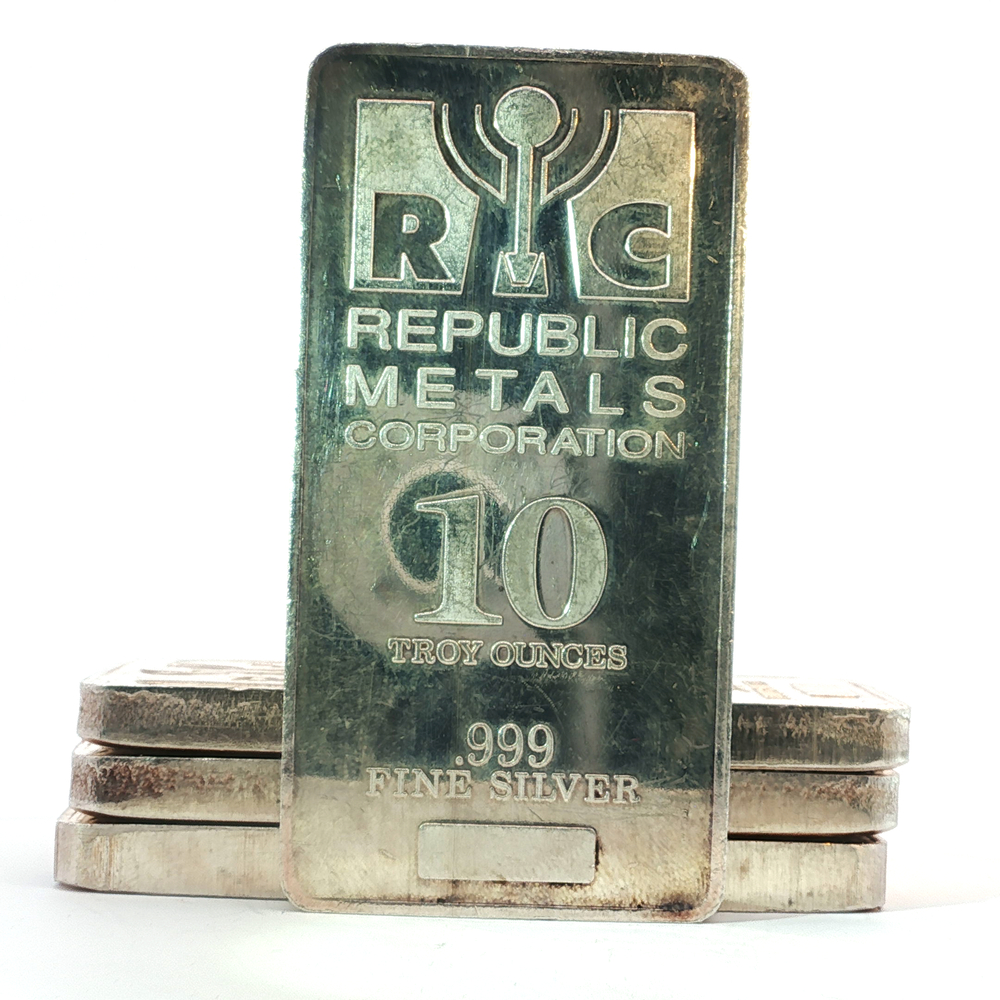 R C
REPUBLIC
METALS
CORPORATION
10
TROY OUNCES
.999
FINE SILVER